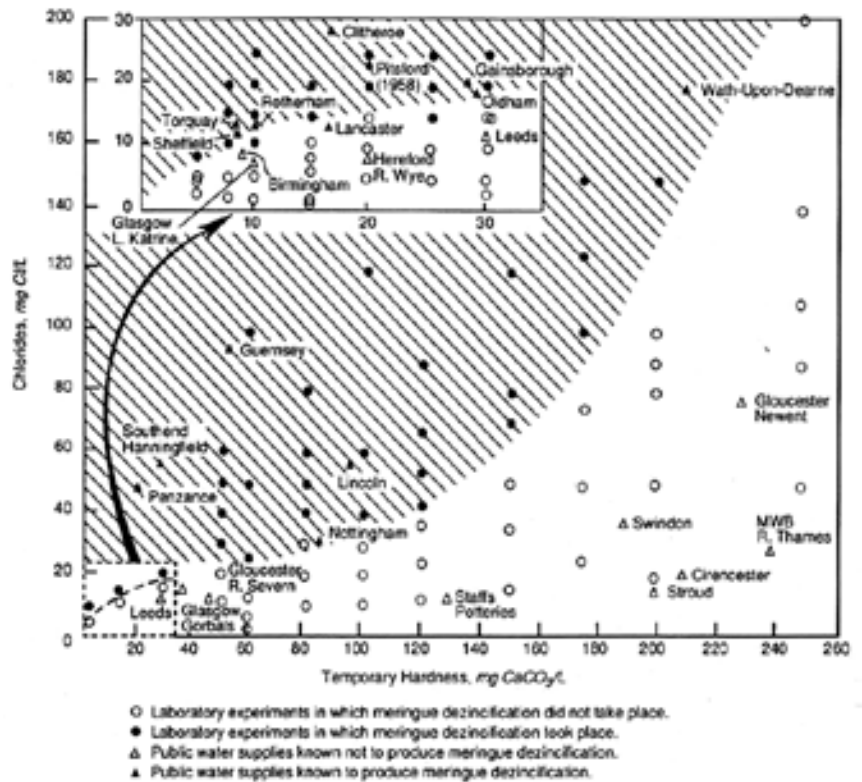 200
180
160
140
120
100
80
60
40
20
0
Chlorides, mg Cl/L
30
20
10
0
10
20
30
Clitheroe
Pitsford
(1958)
Gainsborough
Wath-Upon-Dearne
Torquay
Rotherham
Oldham
Lancaster
Sheffield
Leeds
Hereford
R. Wye
Birmingham
Glasgow
L. Katrine
Guernsey
Gloucester
Newent
Southend
Hanningfield
Lincoln
Penzance
Nottingham
Swindon
MWB
R. Thames
Gloucester
R. Severn
Cirencester
Leeds
Glasgow
Gorbals
Staffs
Potteries
Stroud
20 40 60 80 100 120 140 160 180 200 220 240 260
Temporary Hardness, mg CaCO₃/L
Laboratory experiments in which meringue dezincification did not take place.
Laboratory experiments in which meringue dezincification took place.
Public water supplies known not to produce meringue dezincification.
Public water supplies known to produce meringue dezincification.